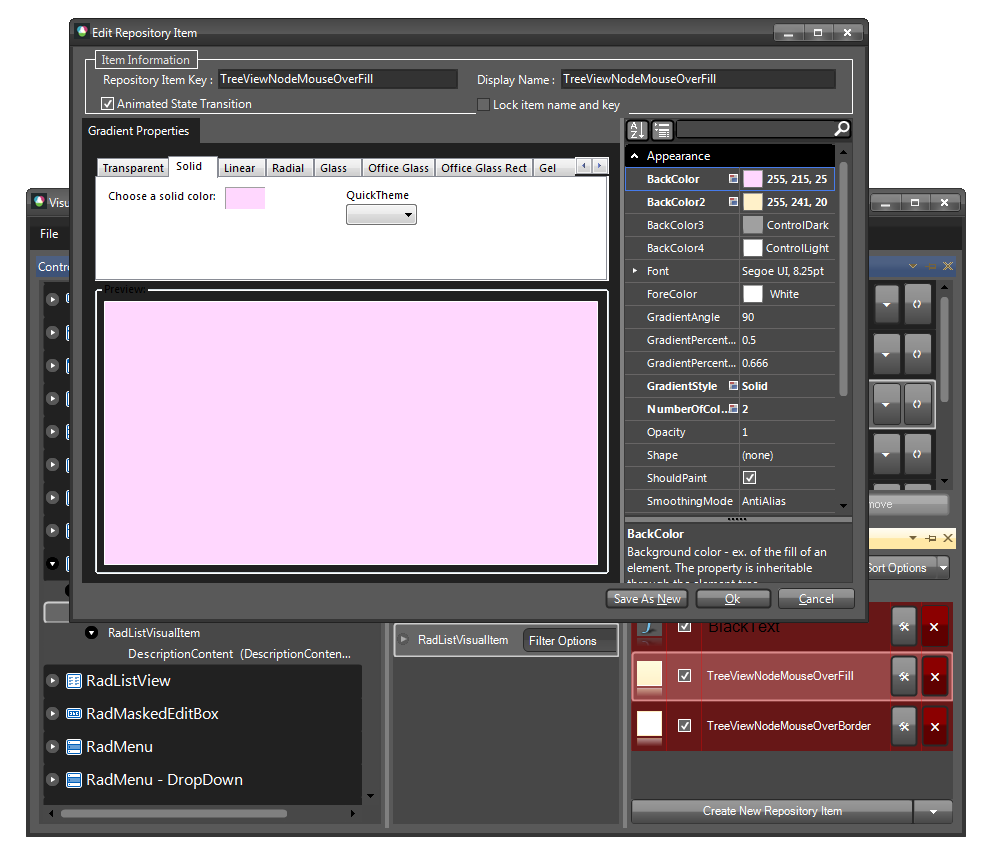 Edit Repository Item
Item Information
Repository Item Key : TreeViewNodeMouseOverFill
Display Name : TreeViewNodeMouseOverFill
Animated State Transition
Lock item name and key
Gradient Properties
Transparent Solid Linear Radial Glass Office Glass Office Glass Rect Gel
Choose a solid color:
QuickTheme
Preview:
Appearance
BackColor 255, 215, 25
BackColor2 255, 241, 20
BackColor3 ControlDark
BackColor4 ControlLight
Font Segoe UI, 8.25pt
ForeColor White
GradientAngle 90
GradientPercent... 0.5
GradientPercent... 0.666
GradientStyle Solid
NumberOfCol... 2
Opacity 1
Shape (none)
ShouldPaint
SmoothingMode AntiAlias
BackColor
Background color - ex. of the fill of an
element. The property is inheritable
through the element tree
Save As New Ok Cancel
Visu
File
Contro
move
Sort Options
RadListVisualItem
DescriptionContent (DescriptionConten...
RadListView
RadMaskedEditBox
RadMenu
RadMenu - DropDown
RadListVisualItem Filter Options
BlackText
TreeViewNodeMouseOverFill
TreeViewNodeMouseOverBorder
Create New Repository Item